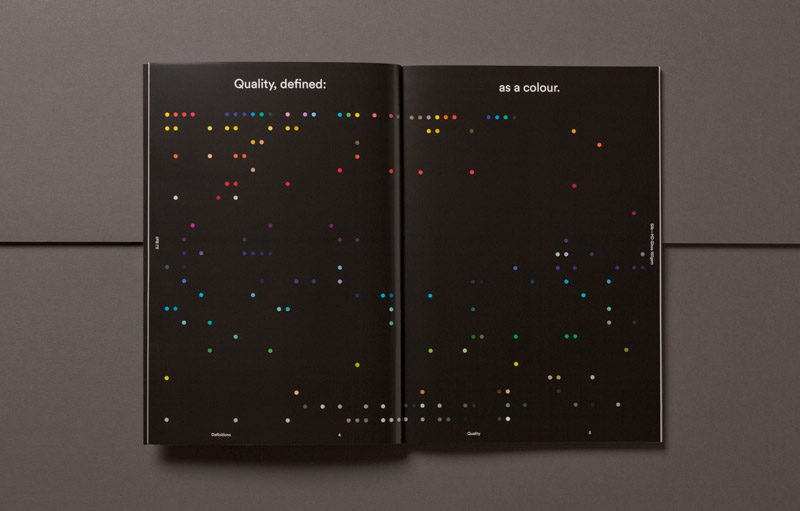 Quality, defined:
as a colour.
Definitions
4
Quality
5